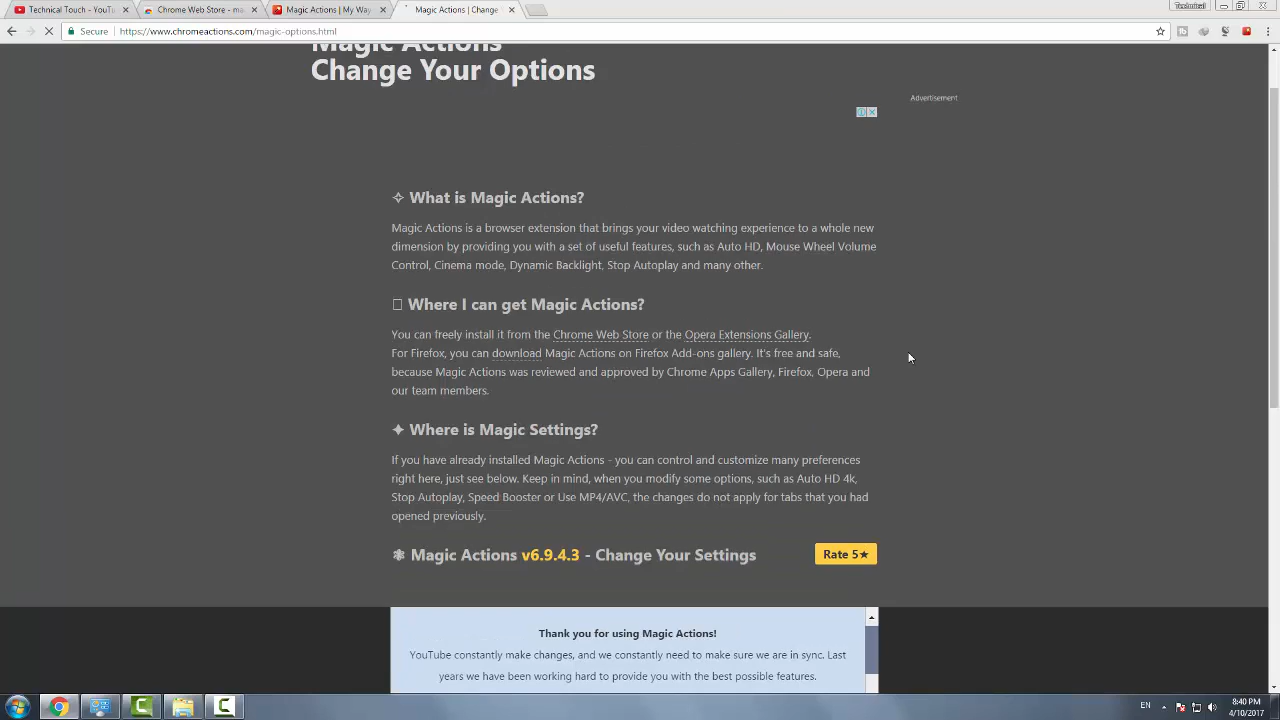 Technical Touch - YouTu
Chrome Web Store - ma
Magic Actions | My Way
Magic Actions | Change
Secure
https://www.chromeactions.com/magic-options.html
Magic Actions
Change Your Options
Advertisement
✧ What is Magic Actions?
Magic Actions is a browser extension that brings your video watching experience to a whole new
dimension by providing you with a set of useful features, such as Auto HD, Mouse Wheel Volume
Control, Cinema mode, Dynamic Backlight, Stop Autoplay and many other.
Where I can get Magic Actions?
You can freely install it from the Chrome Web Store or the Opera Extensions Gallery.
For Firefox, you can download Magic Actions on Firefox Add-ons gallery. It's free and safe,
because Magic Actions was reviewed and approved by Chrome Apps Gallery, Firefox, Opera and
our team members.
✦ Where is Magic Settings?
If you have already installed Magic Actions - you can control and customize many preferences
right here, just see below. Keep in mind, when you modify some options, such as Auto HD 4k,
Stop Autoplay, Speed Booster or Use MP4/AVC, the changes do not apply for tabs that you had
opened previously.
❃ Magic Actions v6.9.4.3 - Change Your Settings
Rate 5★
Thank you for using Magic Actions!
YouTube constantly make changes, and we constantly need to make sure we are in sync. Last
years we have been working hard to provide you with the best possible features.
EN
8:40 PM
4/10/2017